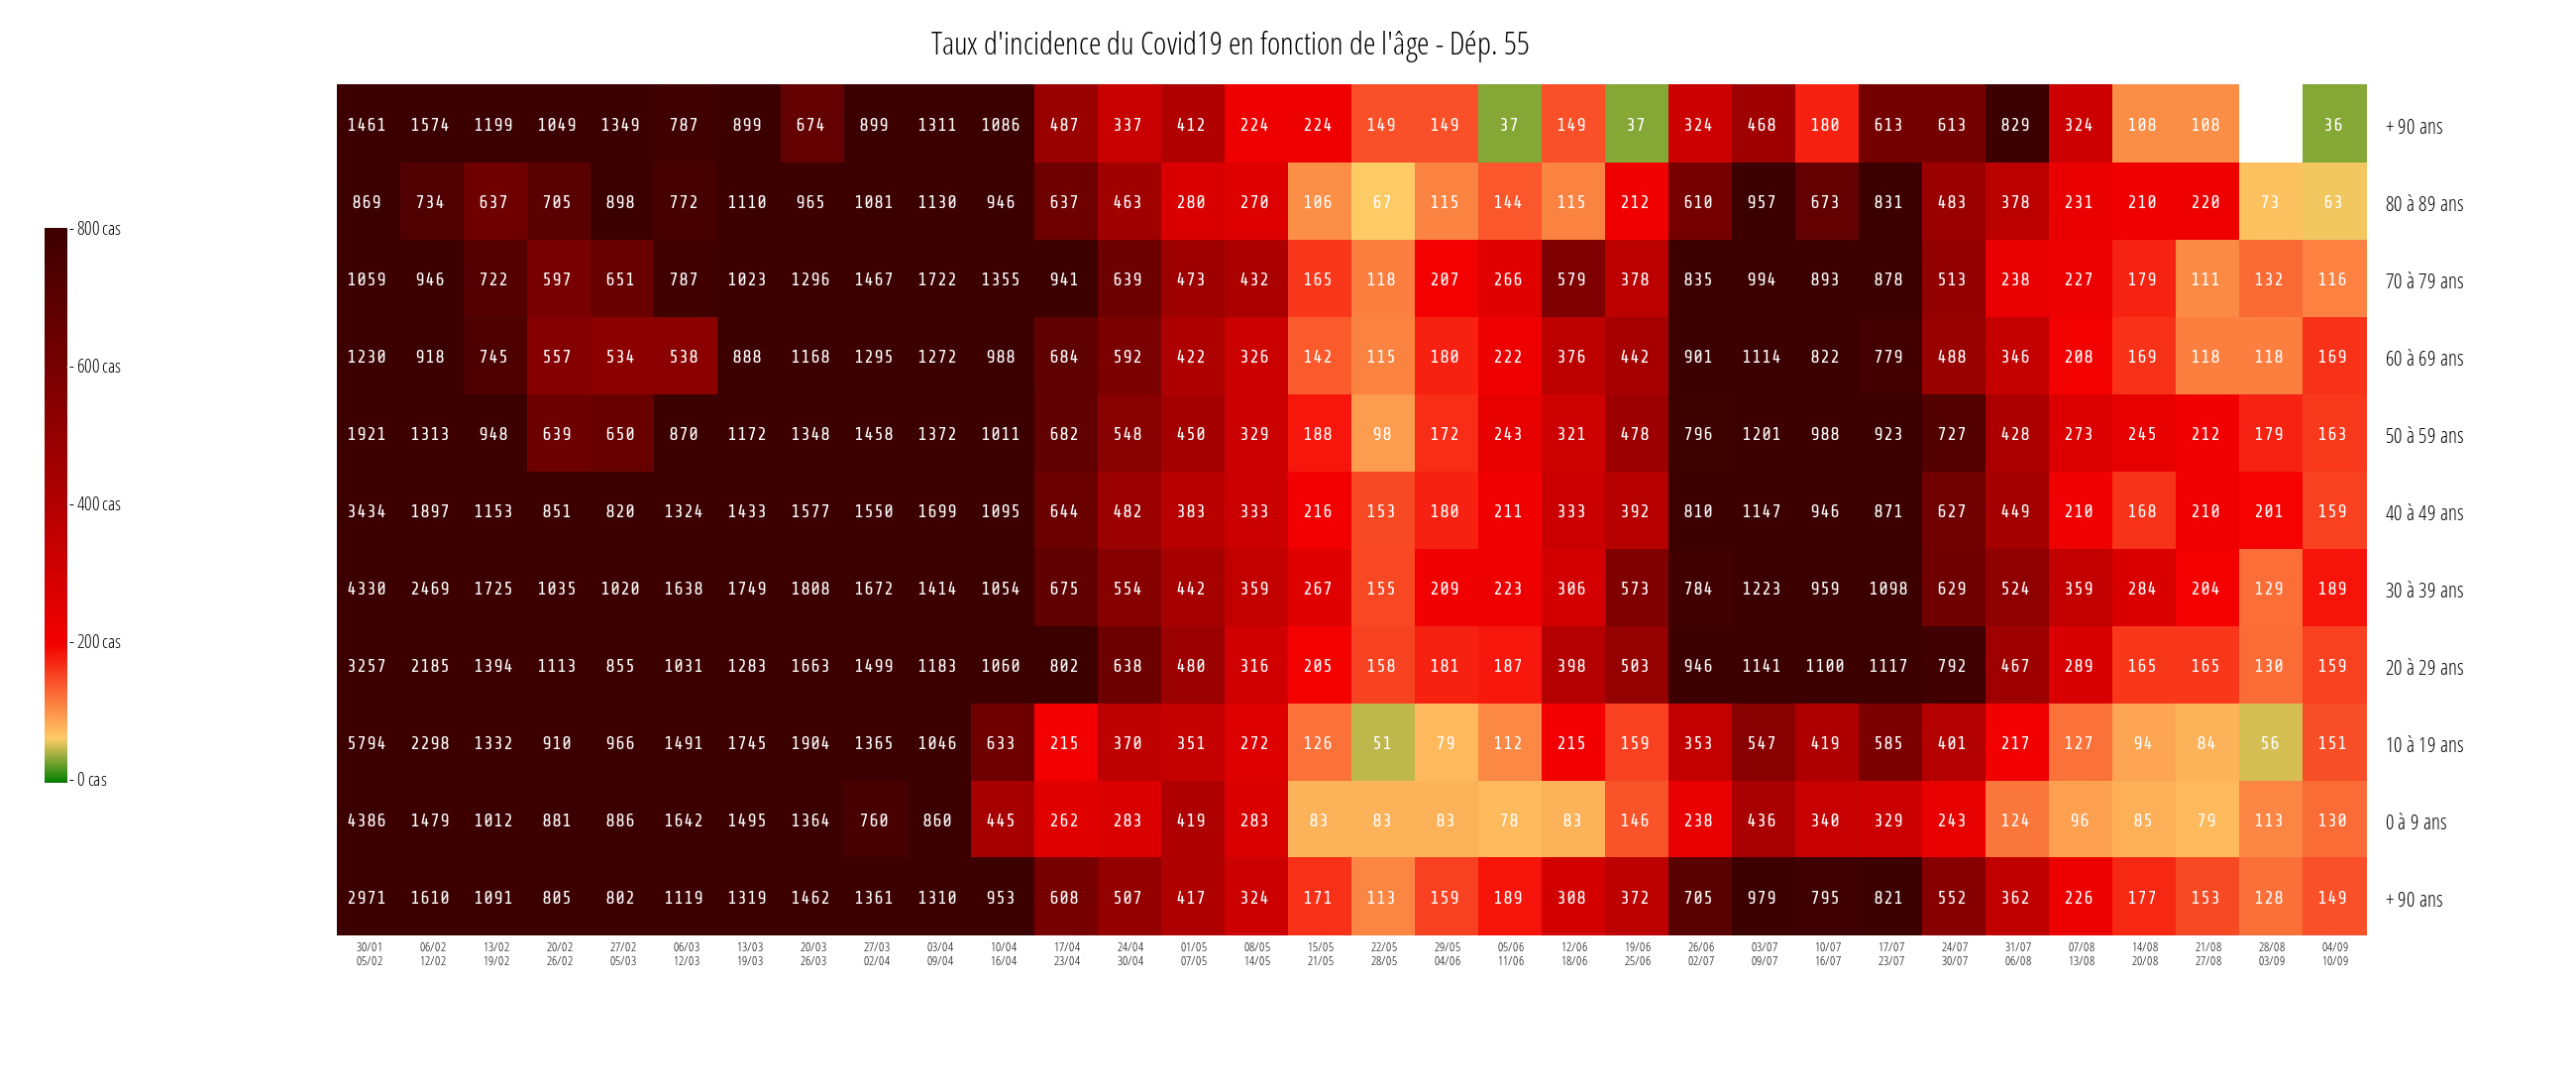 Taux d'incidence du Covid19 en fonction de l'âge - Dép. 55
- 800 cas
- 600 cas
- 400 cas
- 200 cas
- 0 cas
1461 1574 1199 1049 1349 787 899 674 899 1311 1086 487 337 412 224 224 149 149 37 149 37 324 468 180 613 613 829 324 108 108 36 + 90 ans
869 734 637 705 898 772 1110 965 1081 1130 946 637 463 280 270 106 67 115 144 115 212 610 957 673 831 483 378 231 210 220 73 63 80 à 89 ans
1059 946 722 597 651 787 1023 1296 1467 1722 1355 941 639 473 432 165 118 207 266 579 378 835 994 893 878 513 238 227 179 111 132 116 70 à 79 ans
1230 918 745 557 534 538 888 1168 1295 1272 988 684 592 422 326 142 115 180 222 376 442 901 1114 822 779 488 346 208 169 118 118 169 60 à 69 ans
1921 1313 948 639 650 870 1172 1348 1458 1372 1011 682 548 450 329 188 98 172 243 321 478 796 1201 988 923 727 428 273 245 212 179 163 50 à 59 ans
3434 1897 1153 851 820 1324 1433 1577 1550 1699 1095 644 482 383 333 216 153 180 211 333 392 810 1147 946 871 627 449 210 168 210 201 159 40 à 49 ans
4330 2469 1725 1035 1020 1638 1749 1808 1672 1414 1054 675 554 442 359 267 155 209 223 306 573 784 1223 959 1098 629 524 359 284 204 129 189 30 à 39 ans
3257 2185 1394 1113 855 1031 1283 1663 1499 1183 1060 802 638 480 316 205 158 181 187 398 503 946 1141 1100 1117 792 467 289 165 165 130 159 20 à 29 ans
5794 2298 1332 910 966 1491 1745 1904 1365 1046 633 215 370 351 272 126 51 79 112 215 159 353 547 419 585 401 217 127 94 84 56 151 10 à 19 ans
4386 1479 1012 881 886 1642 1495 1364 760 860 445 262 283 419 283 83 83 83 78 83 146 238 436 340 329 243 124 96 85 79 113 130 0 à 9 ans
2971 1610 1091 805 802 1119 1319 1462 1361 1310 953 608 507 417 324 171 113 159 189 308 372 705 979 795 821 552 362 226 177 153 128 149 + 90 ans
30/01 06/02 13/02 20/02 27/02 06/03 13/03 20/03 27/03 03/04 10/04 17/04 24/04 01/05 08/05 15/05 22/05 29/05 05/06 12/06 19/06 26/06 03/07 10/07 17/07 24/07 31/07 07/08 14/08 21/08 28/08 04/09
05/02 12/02 19/02 26/02 05/03 12/03 19/03 26/03 02/04 09/04 16/04 23/04 30/04 07/05 14/05 21/05 28/05 04/06 11/06 18/06 25/06 02/07 09/07 16/07 23/07 30/07 06/08 13/08 20/08 27/08 03/09 10/09